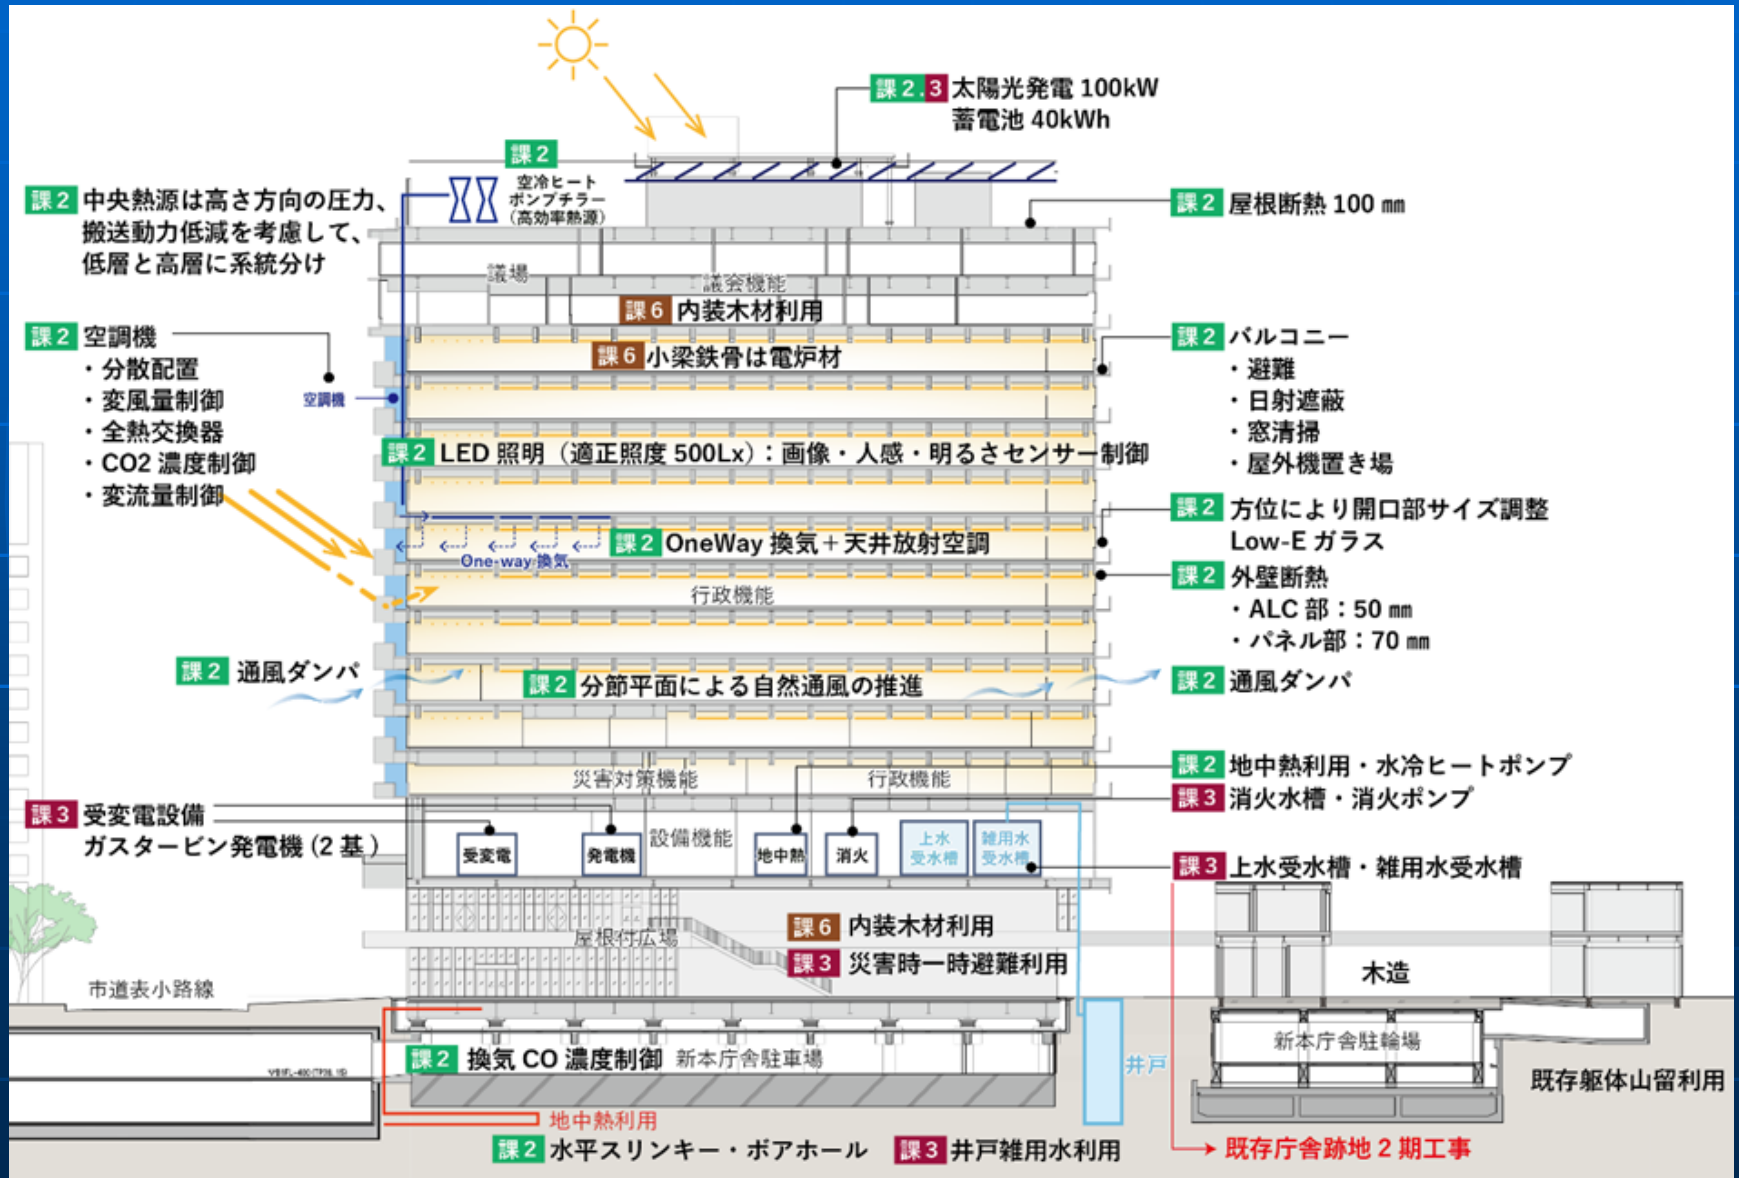 課2.3 太陽光発電 100kW
蓄電池 40kWh
課2
空冷ヒート
ポンプチラー
（高効率熱源）
課2 中央熱源は高さ方向の圧力、
搬送動力低減を考慮して、
低層と高層に系統分け
課2 屋根断熱 100 ㎜
議場
議会機能
課6 内装木材利用
課6 小梁鉄骨は電炉材
課2 空調機
・分散配置
・変風量制御
・全熱交換器
・CO2 濃度制御
・変流量制御
空調機
課2 バルコニー
・避難
・日射遮蔽
・窓清掃
・屋外機置き場
課2 LED 照明（適正照度 500Lx）：画像・人感・明るさセンサー制御
課2 方位により開口部サイズ調整
Low-E ガラス
課2 OneWay 換気＋天井放射空調
One-way 換気
課2 外壁断熱
・ALC 部：50 ㎜
・パネル部：70 ㎜
行政機能
課2 通風ダンパ
課2 分節平面による自然通風の推進
課2 通風ダンパ
災害対策機能
行政機能
課2 地中熱利用・水冷ヒートポンプ
課3 消火水槽・消火ポンプ
課3 受変電設備
ガスタービン発電機 (2 基 )
受変電
発電機
設備機能
地中熱
消火
上水
受水槽
雑用水
受水槽
課3 上水受水槽・雑用水受水槽
課6 内装木材利用
屋根付広場
課3 災害時一時避難利用
木造
市道表小路線
課2 換気 CO 濃度制御
新本庁舎駐車場
井戸
新本庁舎駐輪場
既存躯体山留利用
地中熱利用
課2 水平スリンキー・ボアホール
課3 井戸雑用水利用
既存庁舎跡地 2 期工事